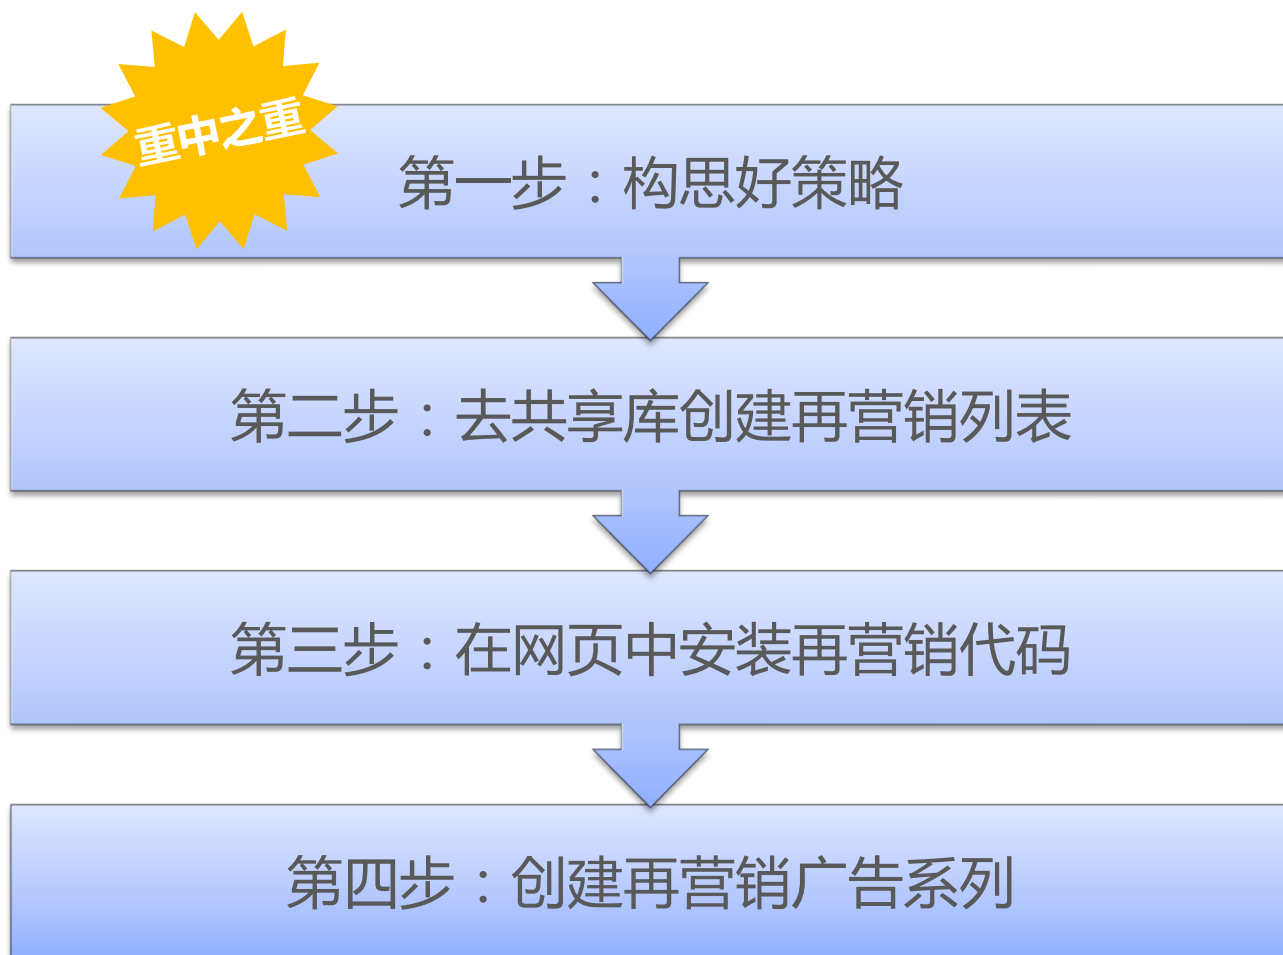 重中之重
第一步：构思好策略
第二步：去共享库创建再营销列表
第三步：在网页中安装再营销代码
第四步：创建再营销广告系列